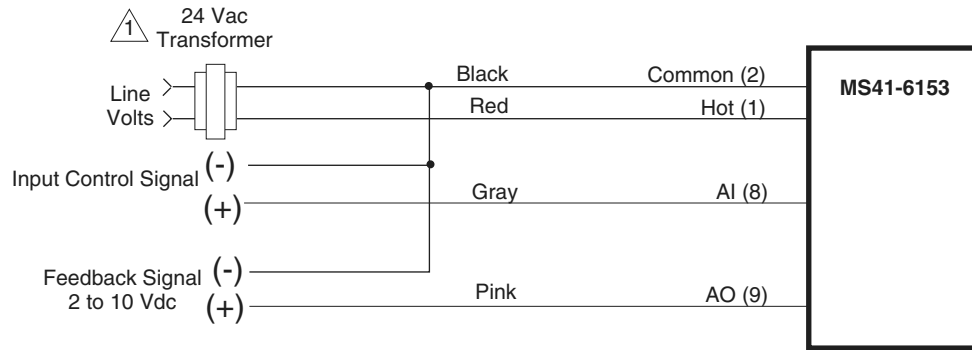 1
24 Vac
Transformer
Line
Volts
Black
Common (2)
Red
Hot (1)
MS41-6153
Input Control Signal
(-)
(+)
Gray
AI (8)
Feedback Signal
2 to 10 Vdc
(-)
(+)
Pink
AO (9)